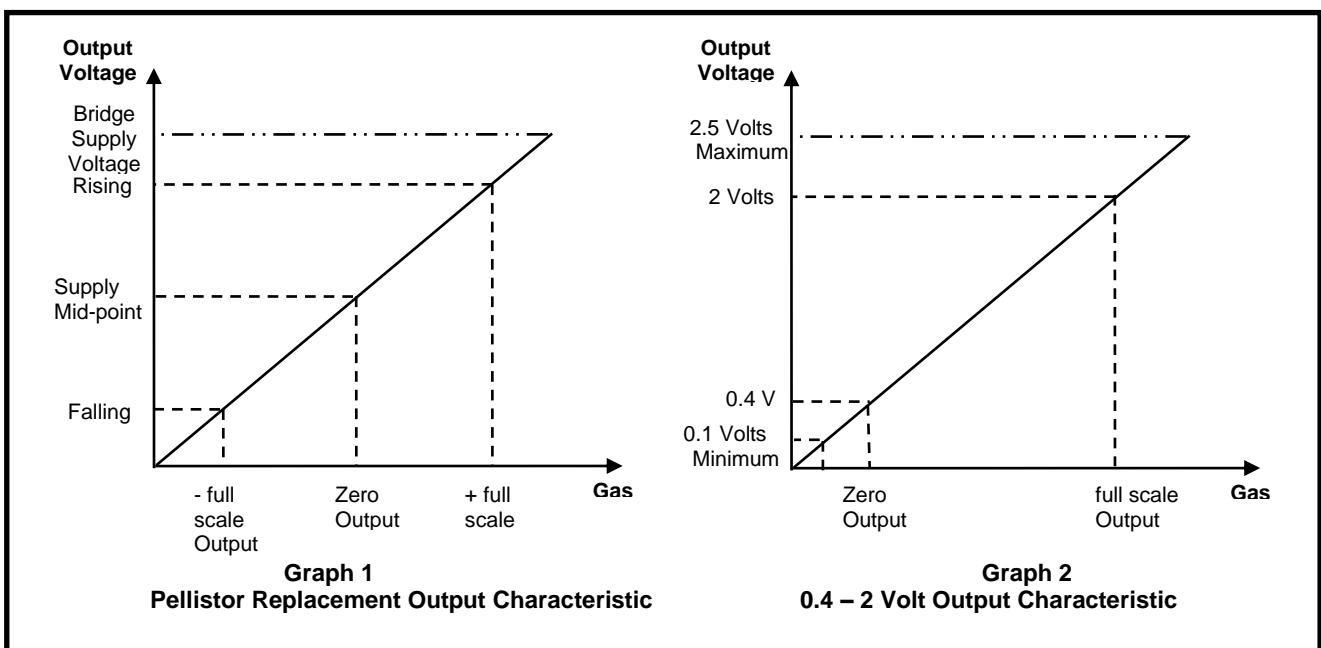 Output
Voltage
Bridge
Supply
Voltage
Rising
Supply
Mid-point
Falling
- full
scale
Output
Zero
Output
+ full
scale
Gas
Graph 1
Pellistor Replacement Output Characteristic
Output
Voltage
2.5 Volts
Maximum
2 Volts
0.4 V
0.1 Volts
Minimum
Zero
Output
full scale
Output
Gas
Graph 2
0.4 – 2 Volt Output Characteristic